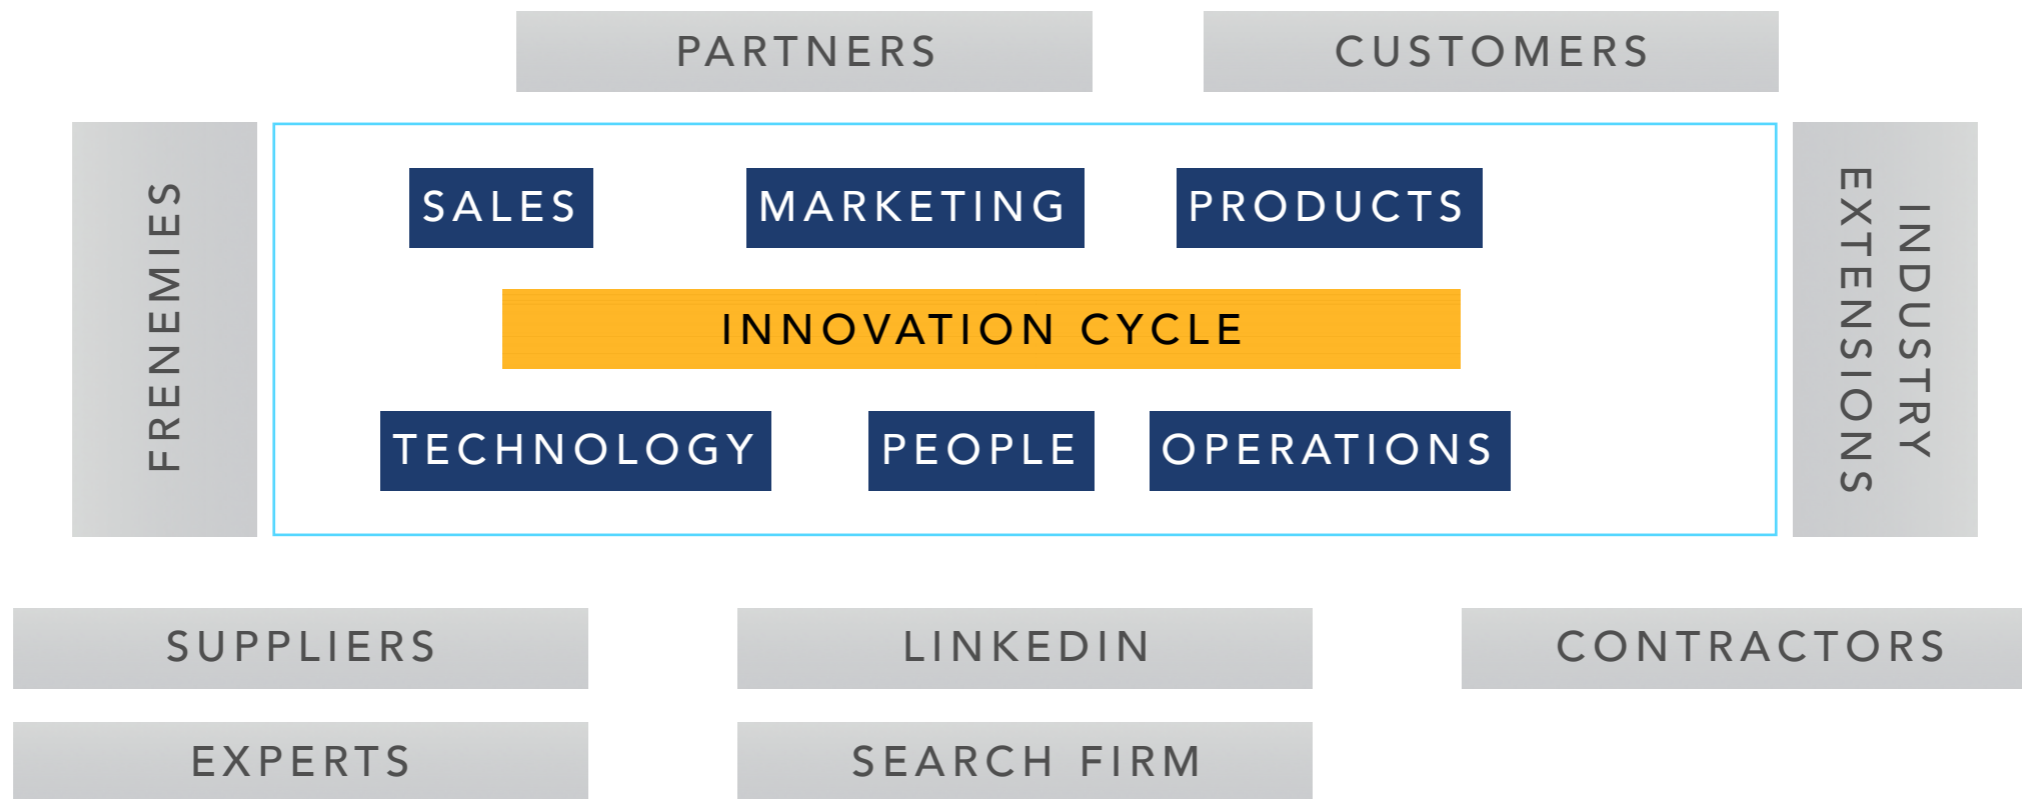 PARTNERS
CUSTOMERS
FRENEMIES
SALES
MARKETING
PRODUCTS
INNOVATION CYCLE
TECHNOLOGY
PEOPLE
OPERATIONS
INDUSTRY
EXTENSIONS
SUPPLIERS
LINKEDIN
CONTRACTORS
EXPERTS
SEARCH FIRM